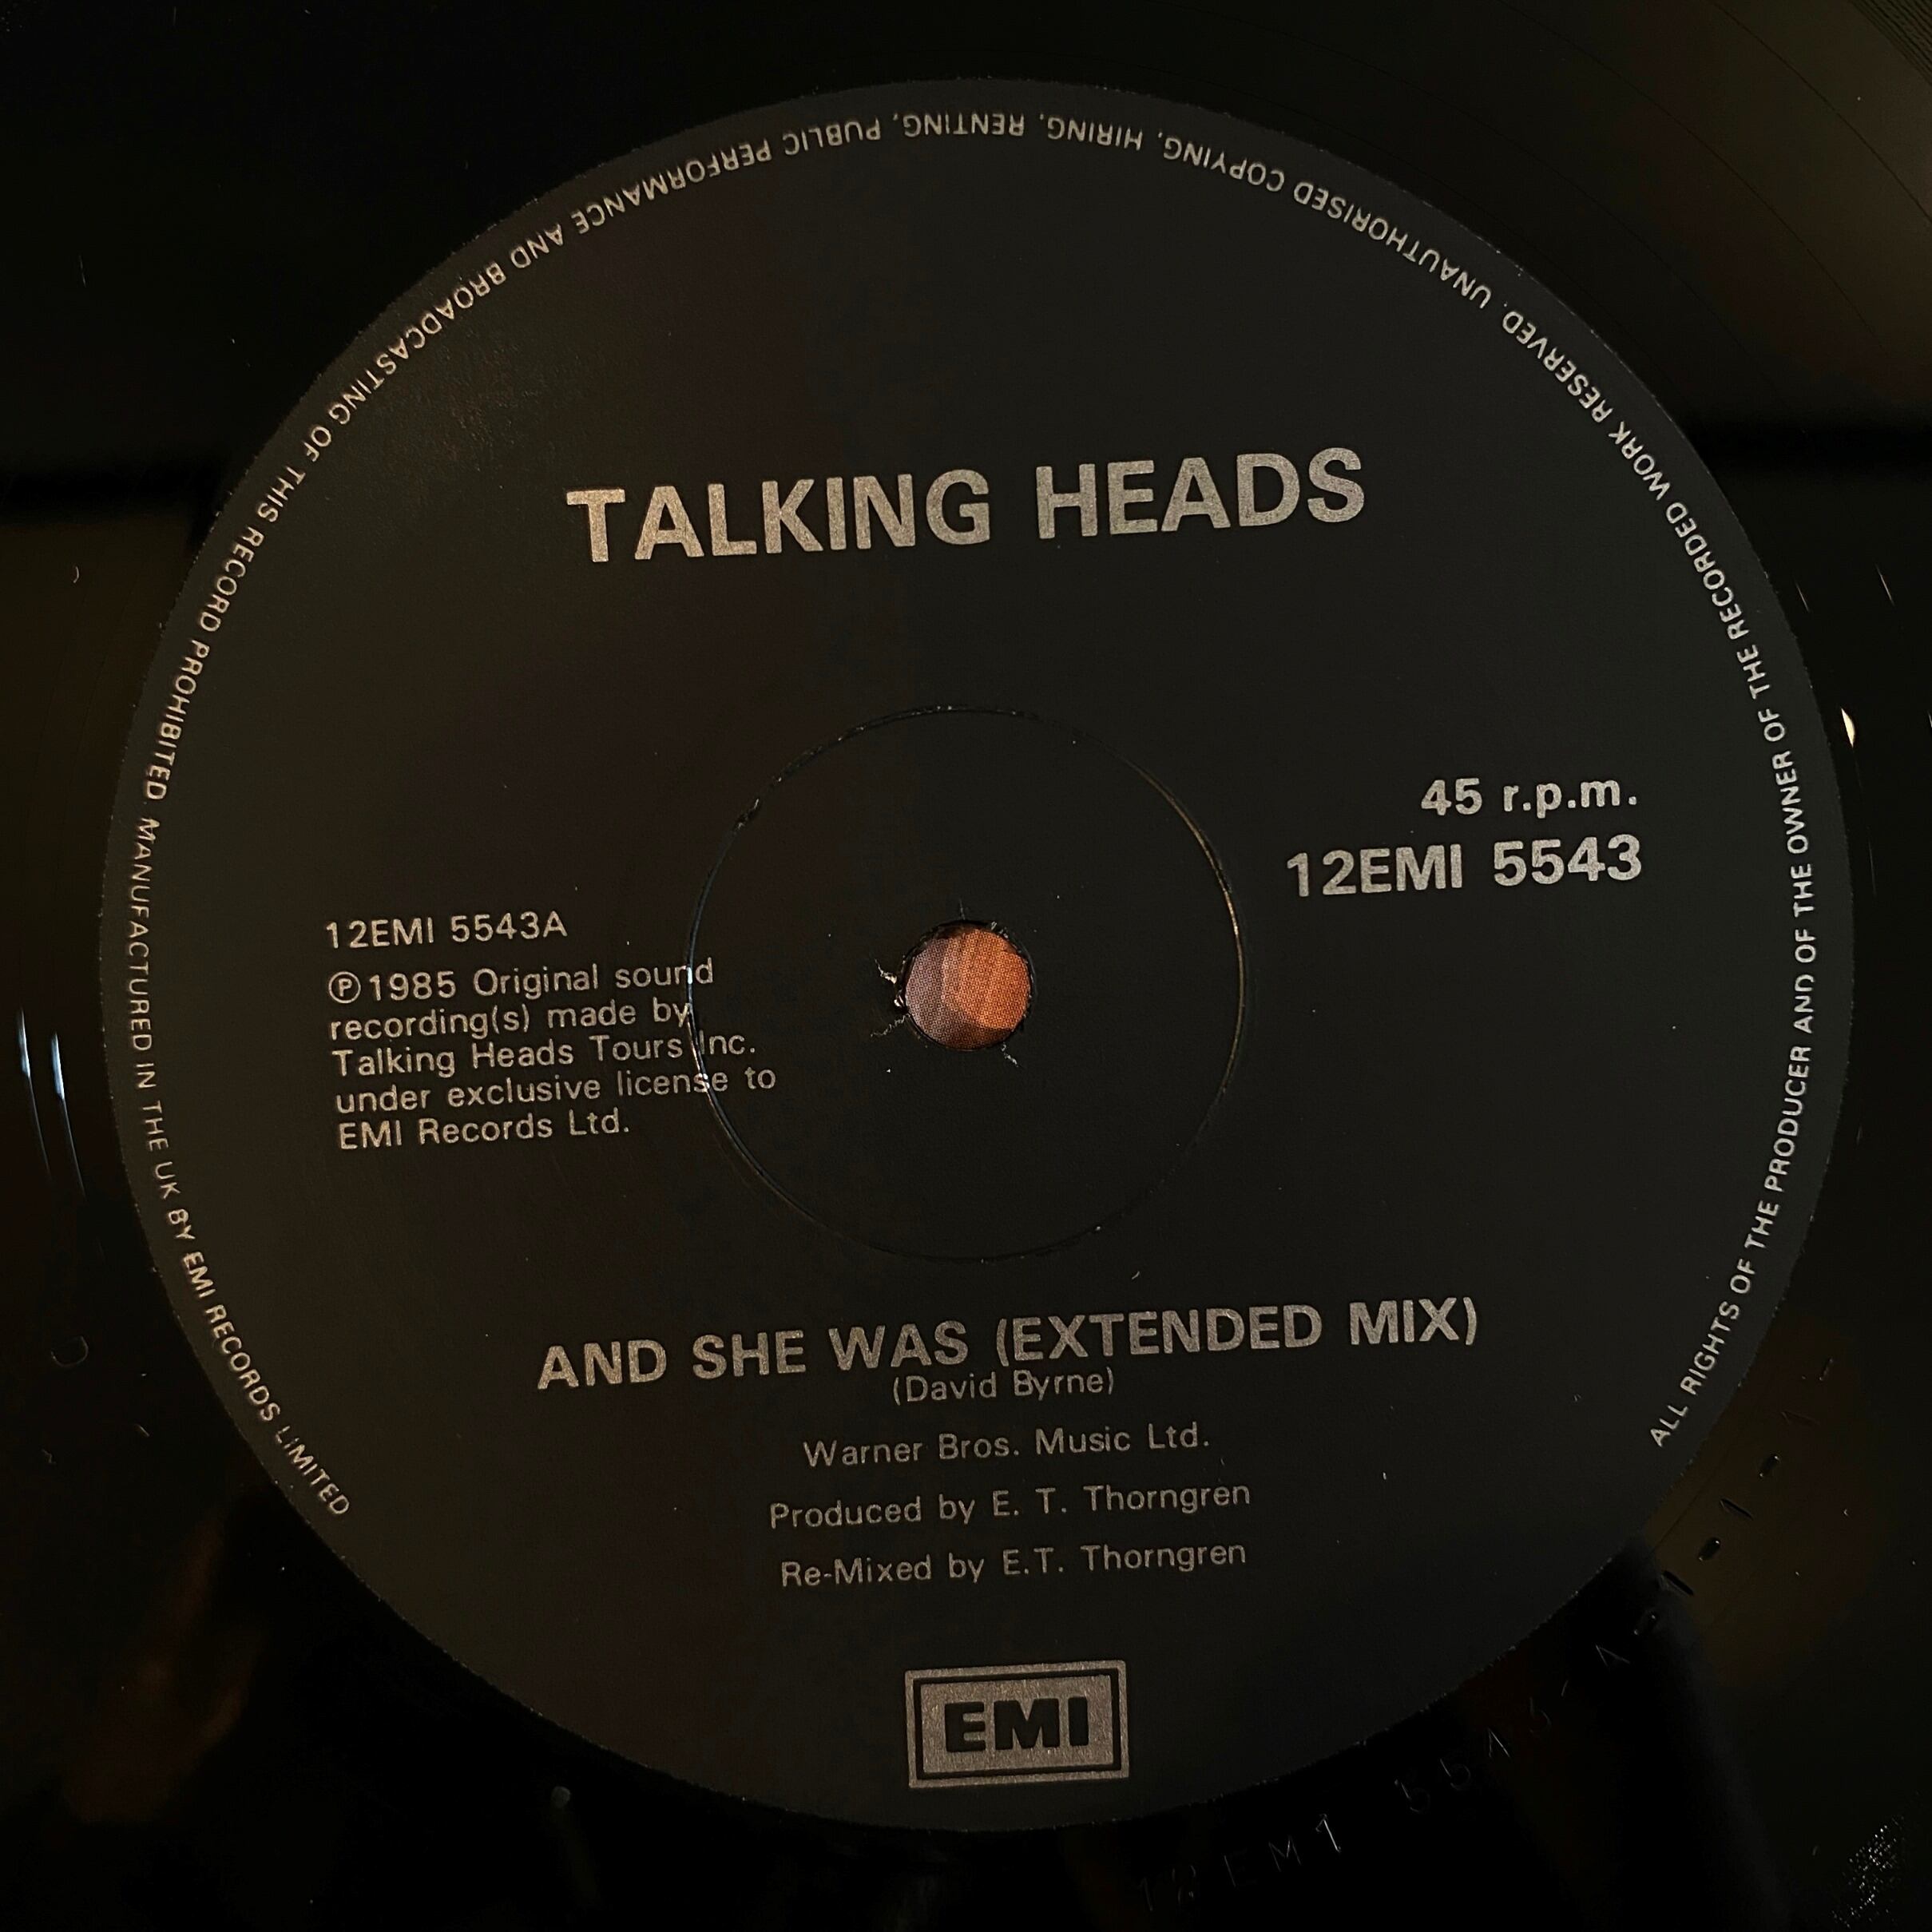 ALL RIGHTS OF THE PRODUCER AND OF THE OWNER OF THE RECORDED WORK RESERVED. UNAUTHORISED COPYING, HIRING, RENTING, PUBLIC PERFORMANCE AND BROADCASTING OF THIS RECORD PROHIBITED. MANUFACTURED IN THE UK BY EMI RECORDS LIMITED
TALKING HEADS
45 r.p.m.
12EMI 5543
12EMI 5543A
℗1985 Original sound
recording(s) made by
Talking Heads Tours Inc.
under exclusive license to
EMI Records Ltd.
AND SHE WAS (EXTENDED MIX)
(David Byrne)
Warner Bros. Music Ltd.
Produced by E. T. Thorngren
Re-Mixed by E.T. Thorngren
EMI